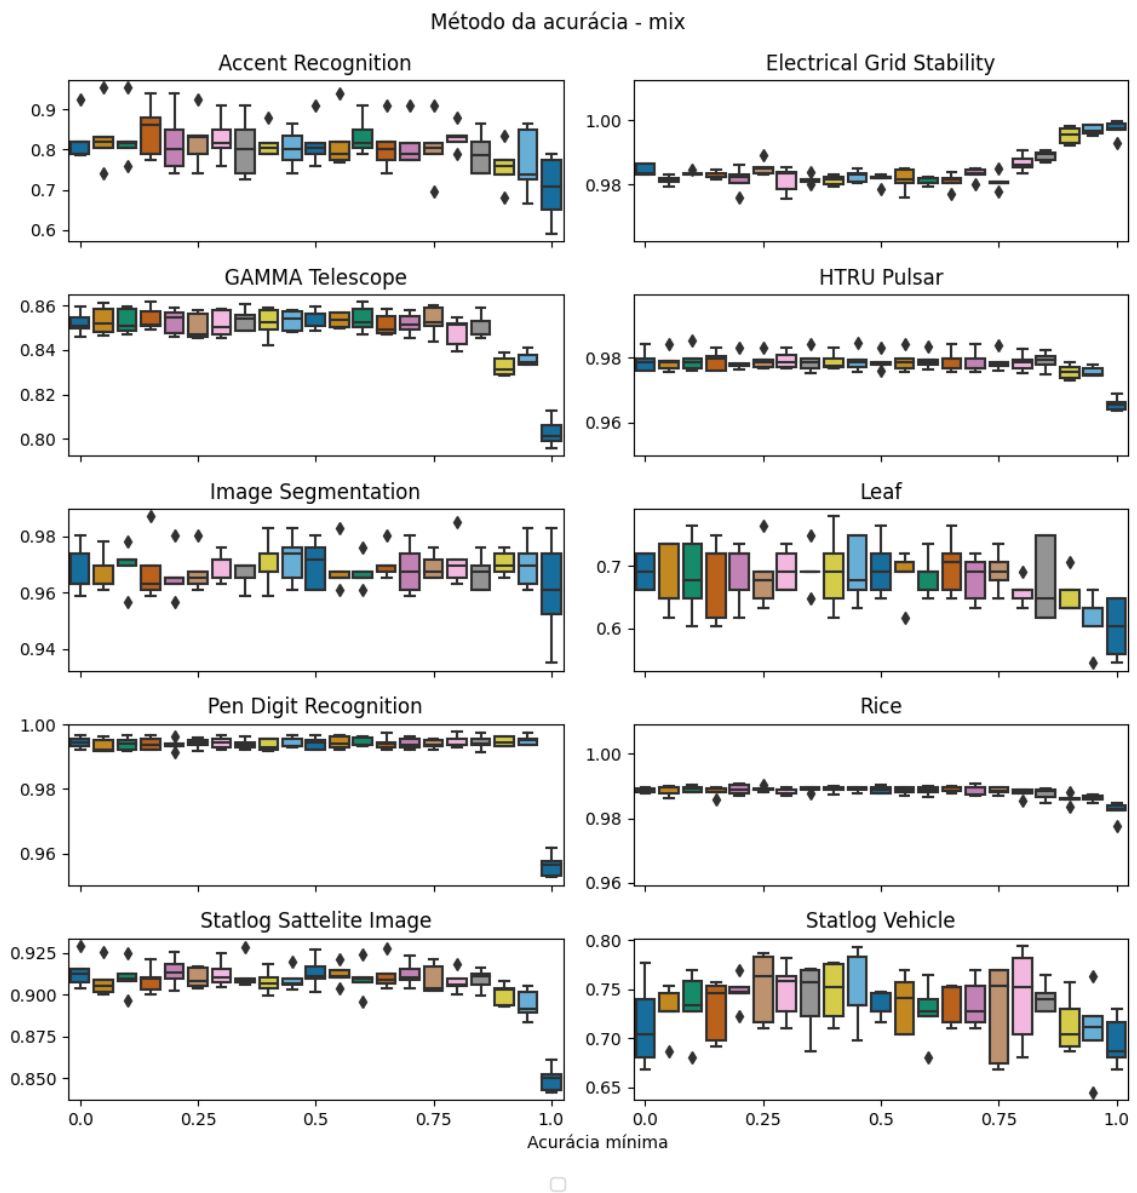 Método da acurácia - mix
Accent Recognition
0.9
0.8
0.7
0.6
Electrical Grid Stability
1.00
0.98
GAMMA Telescope
0.86
0.84
0.82
0.80
HTRU Pulsar
0.98
0.96
Image Segmentation
0.98
0.96
0.94
Leaf
0.7
0.6
Pen Digit Recognition
1.00
0.98
0.96
Rice
1.00
0.98
0.96
Statlog Sattelite Image
0.925
0.900
0.875
0.850
0.0 0.25 0.5 0.75 1.0
Statlog Vehicle
0.80
0.75
0.70
0.65
0.0 0.25 0.5 0.75 1.0
Acurácia mínima